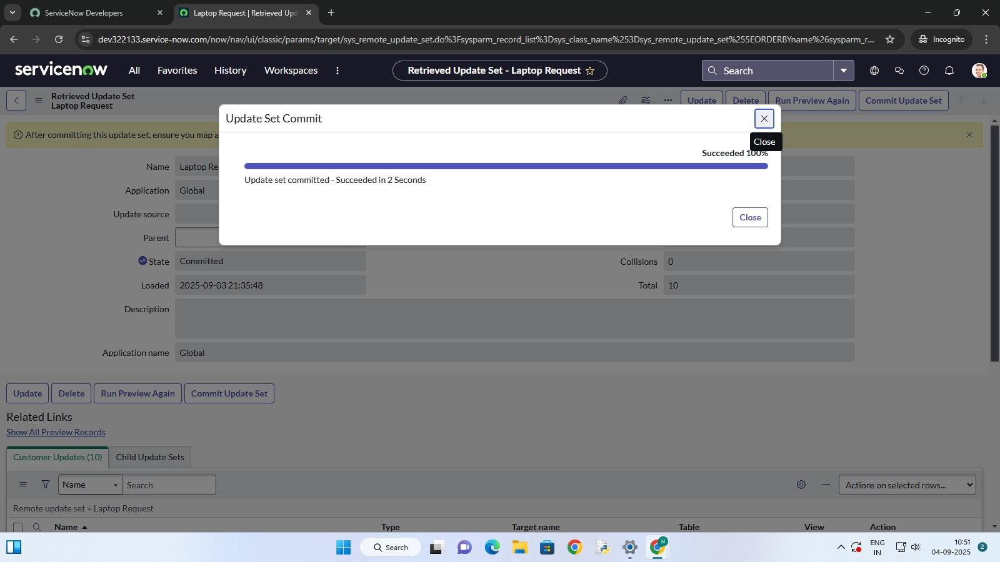 ServiceNow Developers
Laptop Request | Retrieved Upd
dev322133.service-now.com/now/nav/ui/classic/params/target/sys_remote_update_set.do%3Fsysparm_record_list%3Dsys_class_name%253Dsys_remote_update_set%255EORDERBYname%26sysparm_r...
Incognito
servicenow All Favorites History Workspaces
Retrieved Update Set - Laptop Request
Search
Retrieved Update Set
Laptop Request
Update Delete Run Preview Again Commit Update Set
Update Set Commit
After committing this update set, ensure you map a
Close
Succeeded 100%
Update set committed - Succeeded in 2 Seconds
Close
Name Laptop Re
Application Global
Update source
Parent
State Committed
Collisions 0
Loaded 2025-09-03 21:35:48
Total 10
Description
Application name Global
Update Delete Run Preview Again Commit Update Set
Related Links
Show All Preview Records
Customer Updates (10) Child Update Sets
Name Search Actions on selected rows...
Remote update set = Laptop Request
Name Type Target name Table View Action
Search
N
ENG
IN
10:51
04-09-2025
2